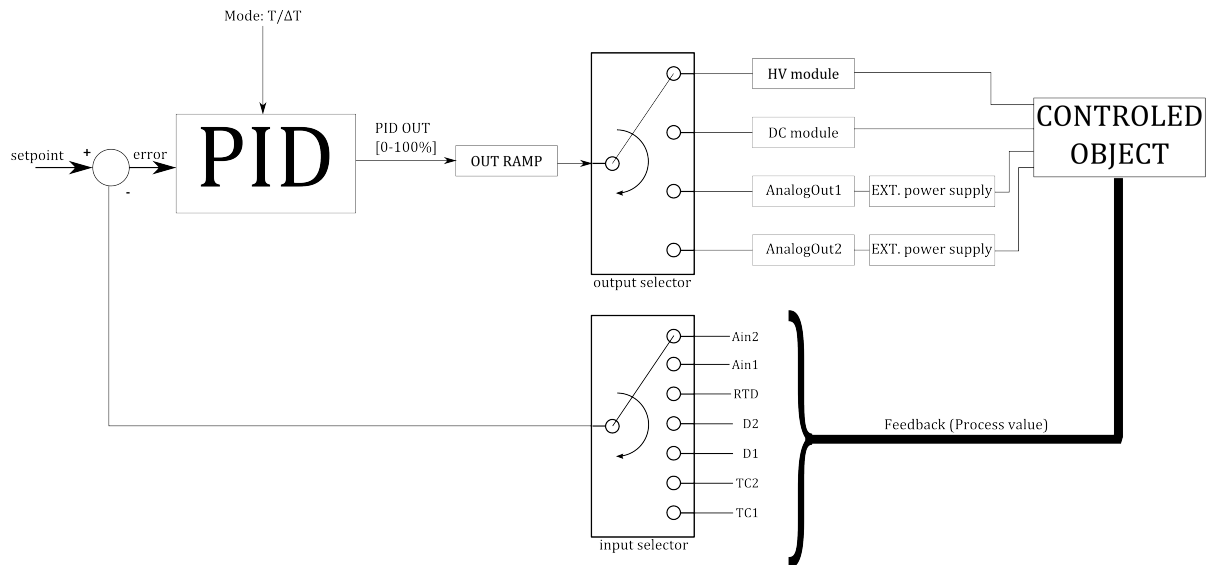 Mode: T/ΔT
setpoint
+
-
error
PID
PID OUT
[0-100%]
OUT RAMP
output selector
HV module
DC module
AnalogOut1
EXT. power supply
AnalogOut2
EXT. power supply
CONTROLED
OBJECT
Ain2
Ain1
RTD
D2
D1
TC2
TC1
input selector
Feedback (Process value)